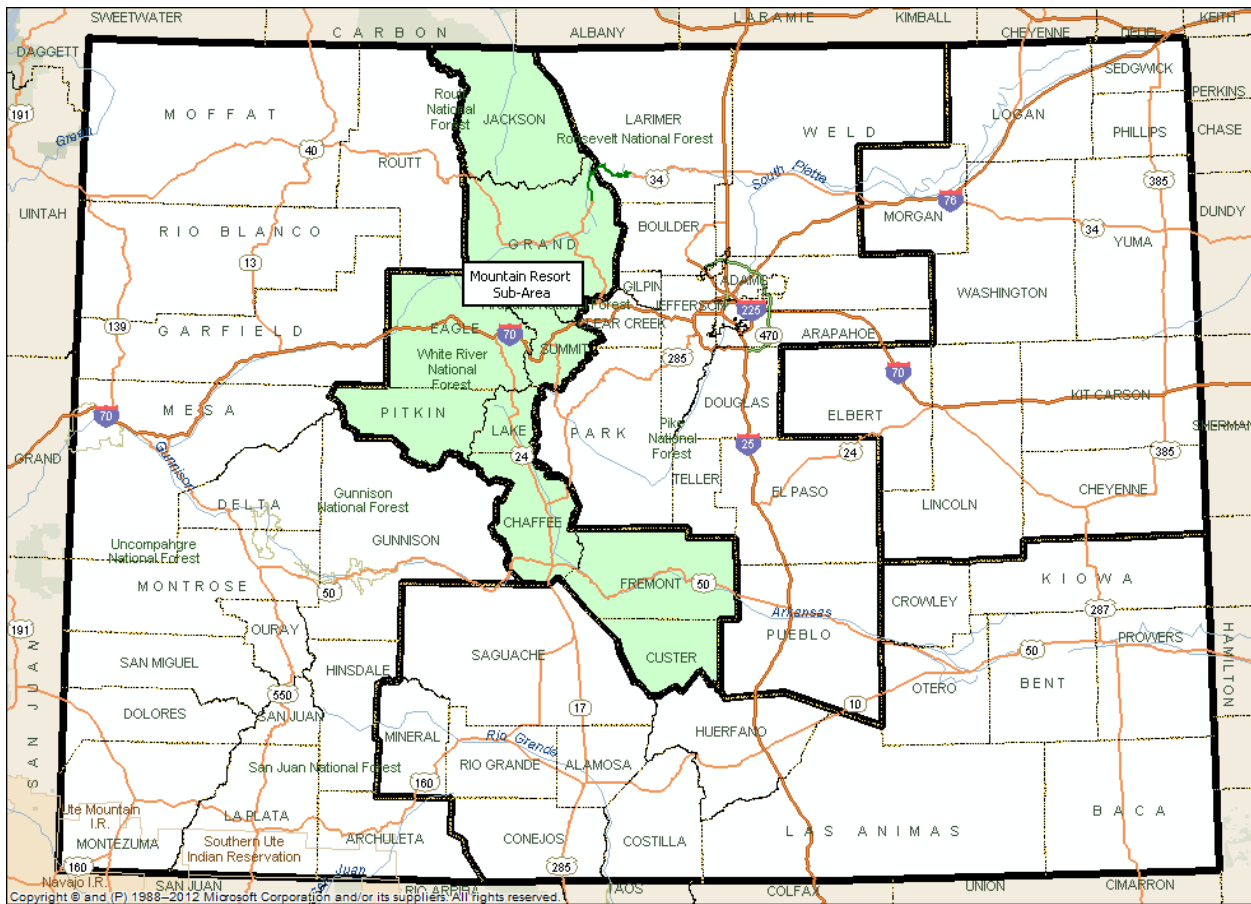 SWEETWATER
CARBON
ALBANY
LARAMIE
KIMBALL
CHEYENNE
DEUEL
KEITH
DAGGETT
191
Green
MOFFAT
40
ROUTT
Routt
National
Forest
JACKSON
LARIMER
Roosevelt National Forest
34
WELD
South Platte
LOGAN
SEDGWICK
PHILLIPS
PERKINS
CHASE
385
76
MORGAN
DUNDY
34
YUMA
UINTAH
RIO BLANCO
13
GRAND
BOULDER
Mountain Resort
Sub-Area
GILPIN
ADAMS
WASHINGTON
139
GARFIELD
EAGLE
70
SUMMIT
CLEAR CREEK
JEFFERSON
225
470
ARAPAHOE
White River
National
Forest
285
70
KIT CARSON
70
MESA
PITKIN
LAKE
24
PARK
DOUGLAS
Pike
National
Forest
25
ELBERT
24
SHERMAN
GRAND
Gunnison
385
TELLER
EL PASO
LINCOLN
CHEYENNE
DELTA
Gunnison
National Forest
CHAFFEE
Uncompahgre
National Forest
GUNNISON
MONTROSE
50
FREMONT
50
Arkansas
CROWLEY
KIOWA
287
191
OURAY
PUEBLO
PROWERS
SAN MIGUEL
HINSDALE
SAGUACHE
CUSTER
50
BENT
OTERO
HAMILTON
SAN JUAN
550
DOLORES
SAN JUAN
17
10
MINERAL
Rio Grande
HUERFANO
San Juan National Forest
160
RIO GRANDE
ALAMOSA
Ute Mountain
I.R.
LA PLATA
BACA
MONTEZUMA
Southern Ute
Indian Reservation
ARCHULETA
CONEJOS
COSTILLA
LAS ANIMAS
160
285
Navajo I.R.
SAN JUAN
San Juan
RIO ARRIBA
TAOS
COLFAX
UNION
CIMARRON
Copyright © and (P) 1988–2012 Microsoft Corporation and/or its suppliers. All rights reserved.